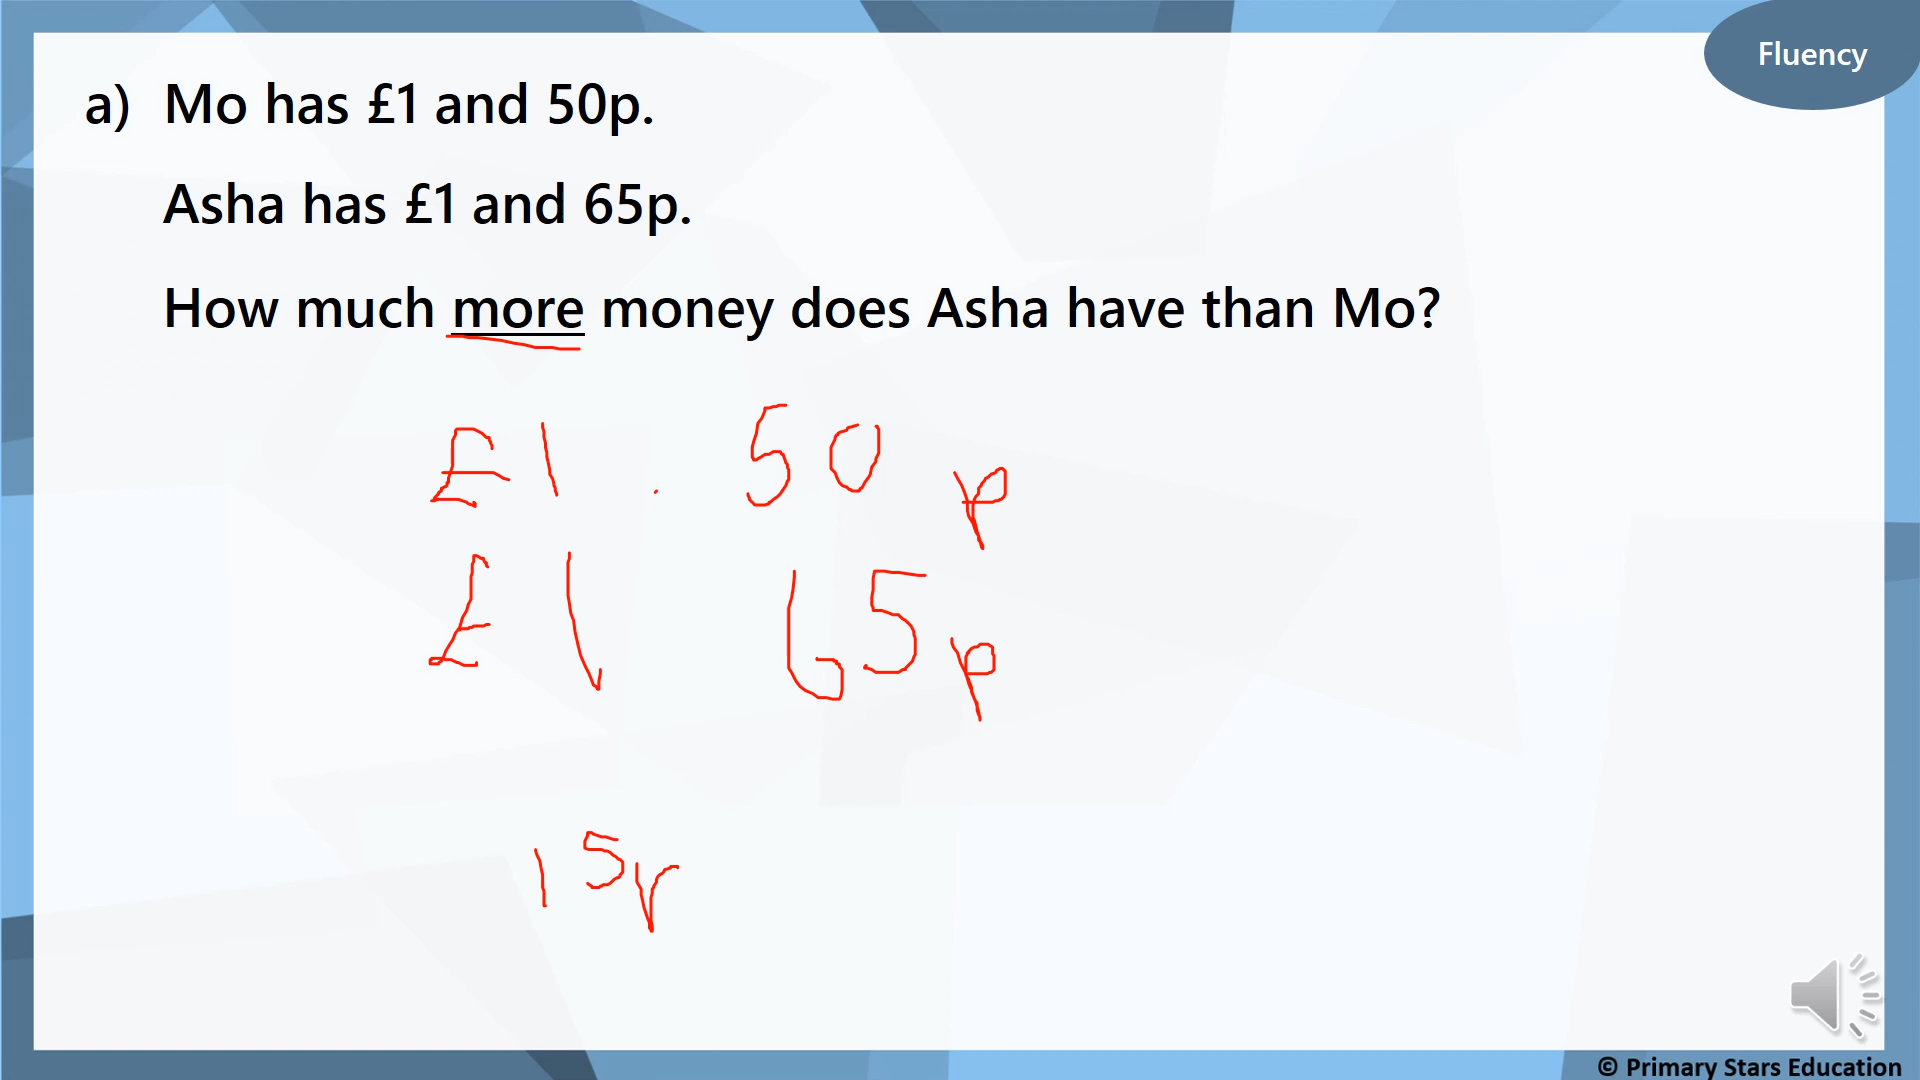 Fluency
a) Mo has £1 and 50p.
Asha has £1 and 65p.
How much more money does Asha have than Mo?
£1 . 50 p
£1 65p
15p
© Primary Stars Education